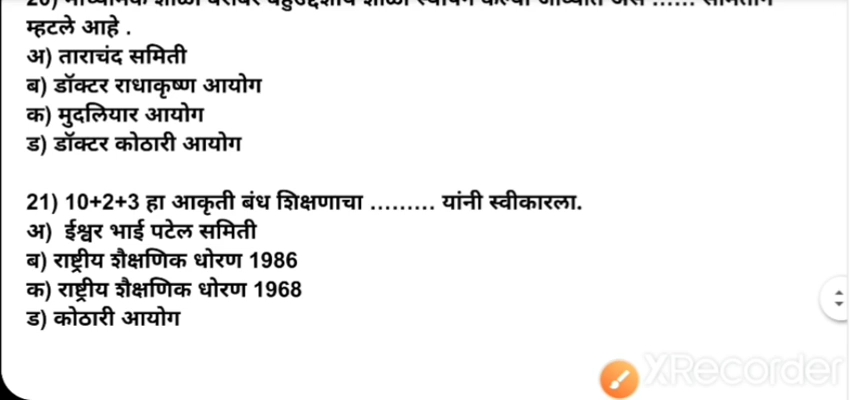 म्हटले आहे .
अ) ताराचंद समिती
ब) डॉक्टर राधाकृष्ण आयोग
क) मुदलियार आयोग
ड) डॉक्टर कोठारी आयोग
21) 10+2+3 हा आकृती बंध शिक्षणाचा ......... यांनी स्वीकारला.
अ) ईश्वर भाई पटेल समिती
ब) राष्ट्रीय शैक्षणिक धोरण 1986
क) राष्ट्रीय शैक्षणिक धोरण 1968
ड) कोठारी आयोग
XRecorder